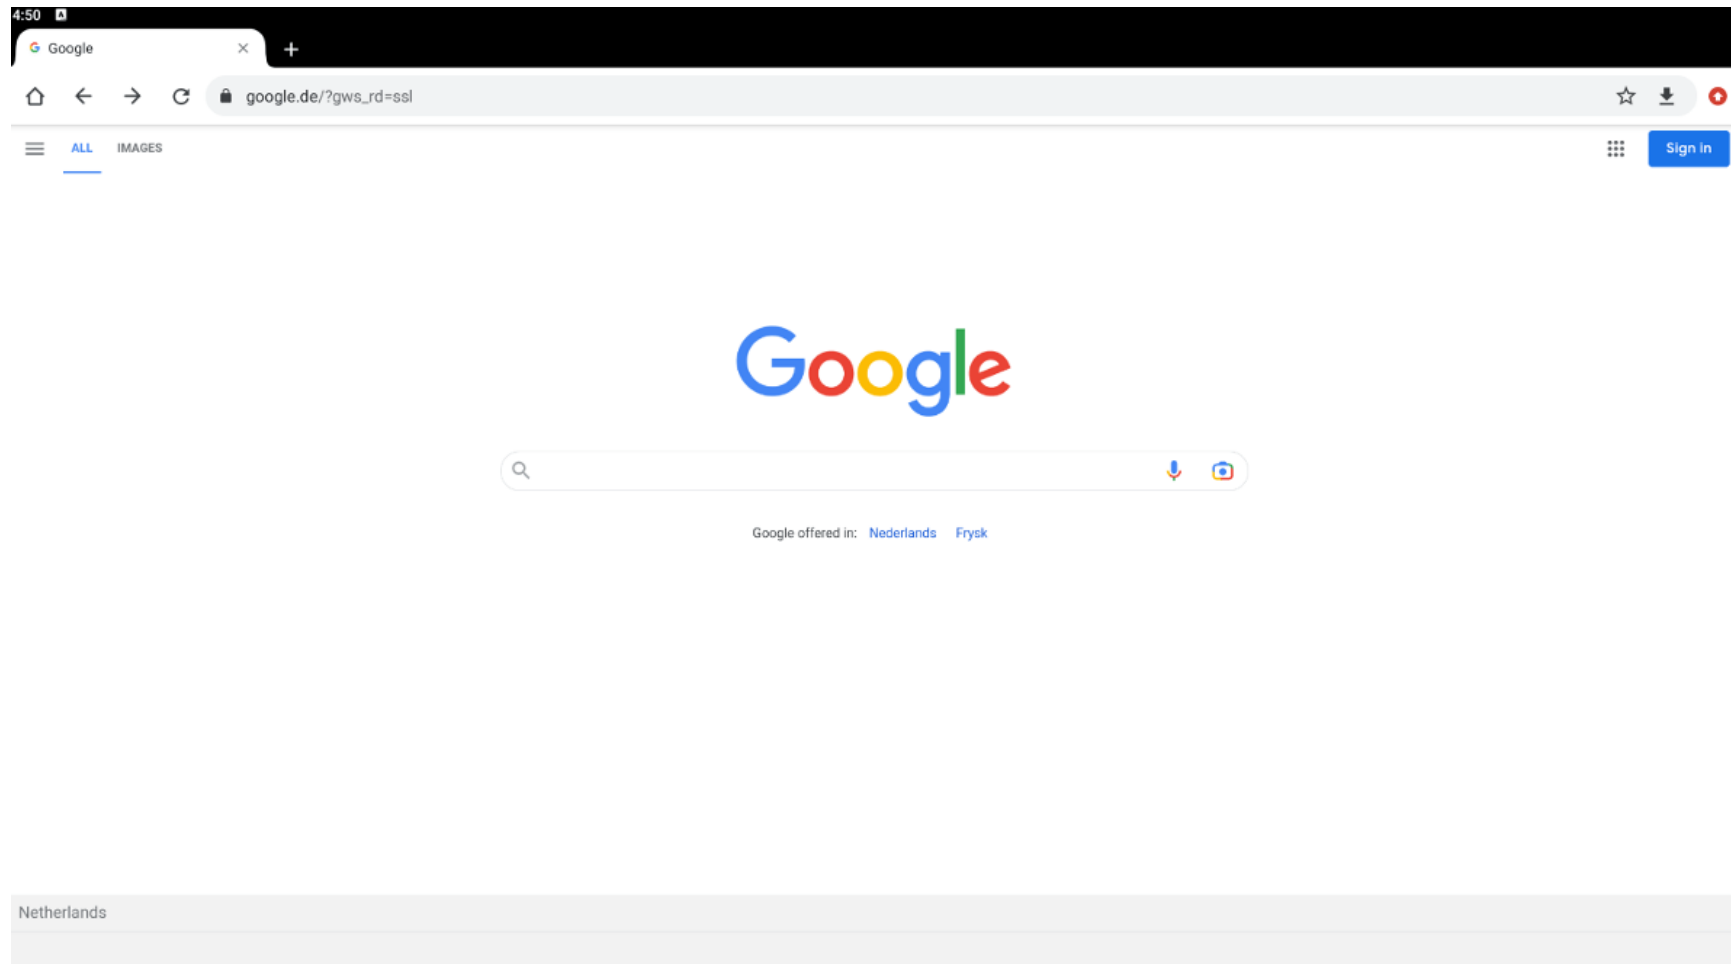 4:50 A
Google
google.de/?gws_rd=ssl
ALL IMAGES Sign in
Google
Google offered in: Nederlands Frysk
Netherlands